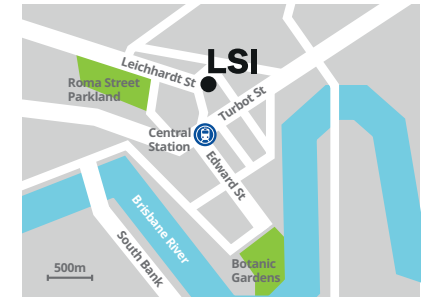 LSI
Leichhardt St
Roma Street
Parkland
Turbot St
Central
Station
Edward St
Brisbane River
South Bank
Botanic
Gardens
500m